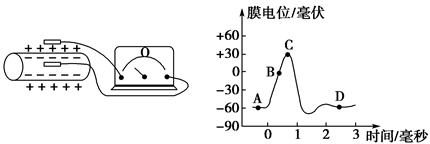 + + + + + +
O
− − − − − −
− − − − − −
+ + + + + +
膜电位/毫伏
+60
+30
0
−30
−60
−90
A
B
C
D
0
1
2
3
时间/毫秒